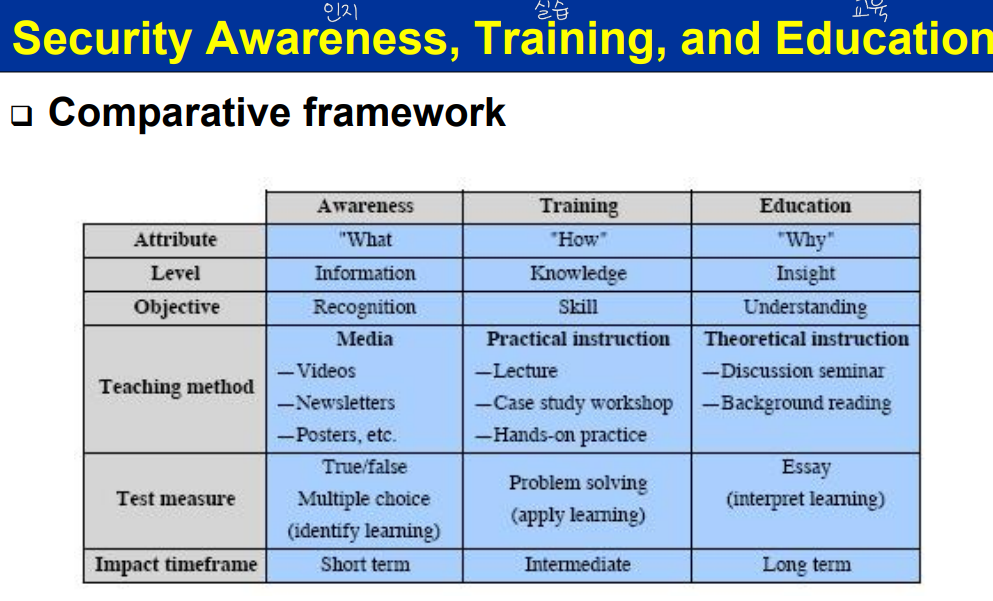 인지 실습 교육
Security Awareness, Training, and Education
Comparative framework
Awareness Training Education
Attribute "What "How" "Why"
Level Information Knowledge Insight
Objective Recognition Skill Understanding
Teaching method
Media
—Videos
—Newsletters
—Posters, etc.
Practical instruction
—Lecture
—Case study workshop
—Hands-on practice
Theoretical instruction
—Discussion seminar
—Background reading
Test measure
True/false
Multiple choice
(identify learning)
Problem solving
(apply learning)
Essay
(interpret learning)
Impact timeframe Short term Intermediate Long term